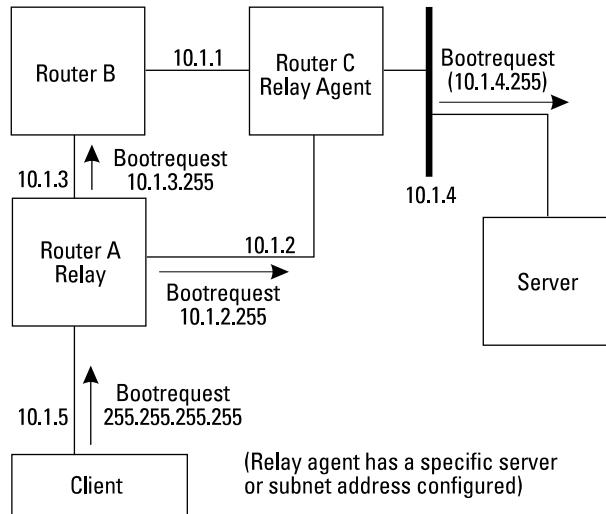 Router B
10.1.1
Router C
Relay Agent
Bootrequest
(10.1.4.255)
10.1.3
Bootrequest
10.1.3.255
10.1.4
Router A
Relay
10.1.2
Bootrequest
10.1.2.255
Server
10.1.5
Bootrequest
255.255.255.255
Client
(Relay agent has a specific server
or subnet address configured)